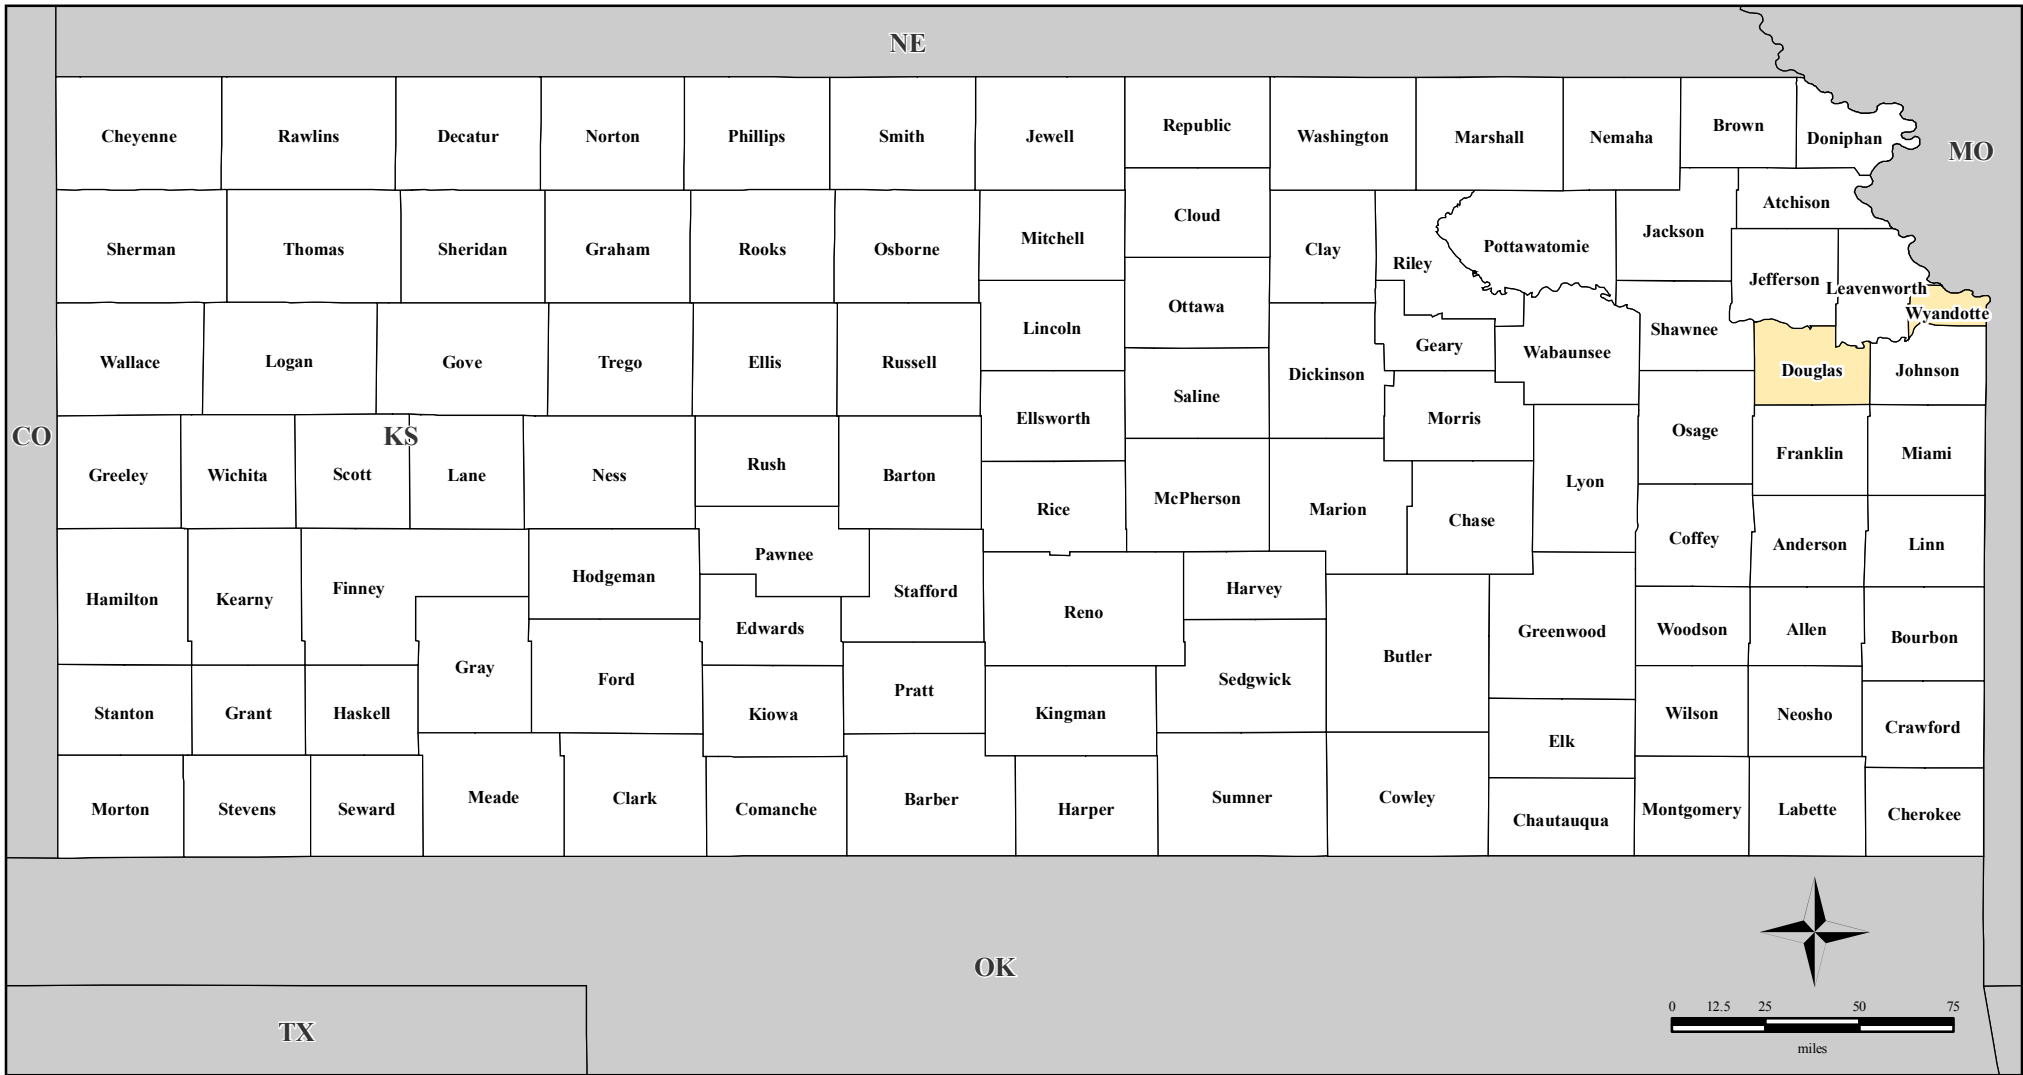 NE
Cheyenne
Rawlins
Decatur
Norton
Phillips
Smith
Jewell
Republic
Washington
Marshall
Nemaha
Brown
Doniphan
MO
Sherman
Thomas
Sheridan
Graham
Rooks
Osborne
Mitchell
Cloud
Clay
Riley
Pottawatomie
Jackson
Atchison
Jefferson
Leavenworth
Wyandotte
Wallace
Logan
Gove
Trego
Ellis
Russell
Lincoln
Ottawa
Saline
Dickinson
Geary
Wabaunsee
Shawnee
Douglas
Johnson
CO
KS
Greeley
Wichita
Scott
Lane
Ness
Rush
Barton
Ellsworth
Rice
McPherson
Marion
Morris
Chase
Lyon
Osage
Franklin
Miami
Hamilton
Kearny
Finney
Hodgeman
Pawnee
Edwards
Stafford
Reno
Harvey
Butler
Greenwood
Coffey
Anderson
Linn
Woodson
Allen
Bourbon
Stanton
Grant
Haskell
Gray
Ford
Kiowa
Pratt
Kingman
Sedgwick
Elk
Wilson
Neosho
Crawford
Morton
Stevens
Seward
Meade
Clark
Comanche
Barber
Harper
Sumner
Cowley
Chautauqua
Montgomery
Labette
Cherokee
OK
TX
0 12.5 25 50 75
miles